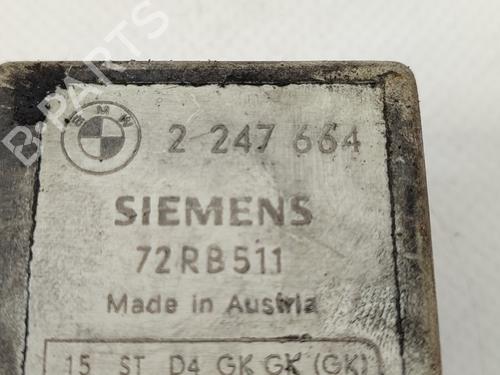 B-PARTS
BMW
2 247 664
SIEMENS
72RB511
Made in Austria
15 ST D4 GK GK (GK)